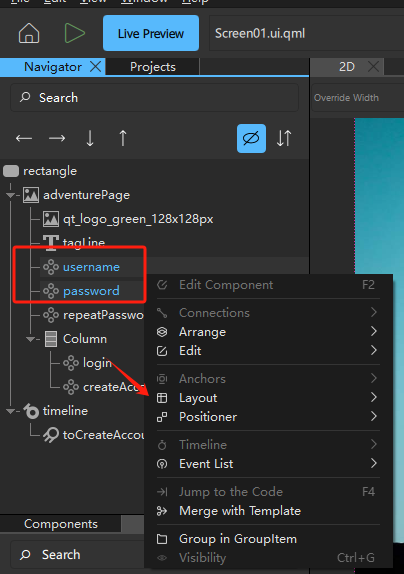 File Edit View Window Help
Live Preview
Screen01.ui.qml
Navigator
Projects
2D
Search
Override Width
rectangle
adventurePage
qt_logo_green_128x128px
tagLine
username
password
repeatPasswo
Column
login
createAcco
timeline
toCreateAccou
Edit Component F2
Connections
Arrange
Edit
Anchors
Layout
Positioner
Timeline
Event List
Jump to the Code F4
Merge with Template
Group in GroupItem
Visibility Ctrl+G
Components
Search